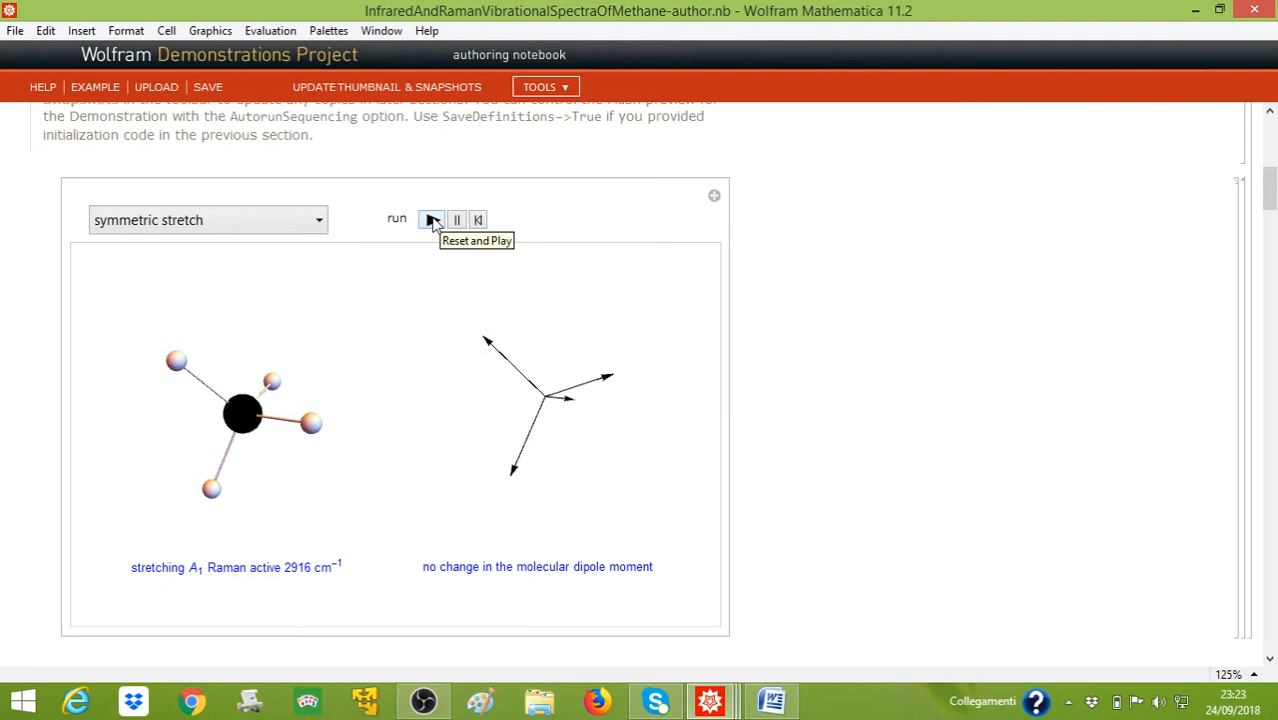 InfraredAndRamanVibrationalSpectraOfMethane-author.nb - Wolfram Mathematica 11.2
File Edit Insert Format Cell Graphics Evaluation Palettes Window Help
Wolfram Demonstrations Project authoring notebook
HELP | EXAMPLE | UPLOAD | SAVE UPDATE THUMBNAIL & SNAPSHOTS TOOLS ▼
the Demonstration with the AutorunSequencing option. Use SaveDefinitions->True if you provided
initialization code in the previous section.
symmetric stretch run
Reset and Play
stretching A₁ Raman active 2916 cm⁻¹ no change in the molecular dipole moment
125%
Collegamenti
23:23
24/09/2018